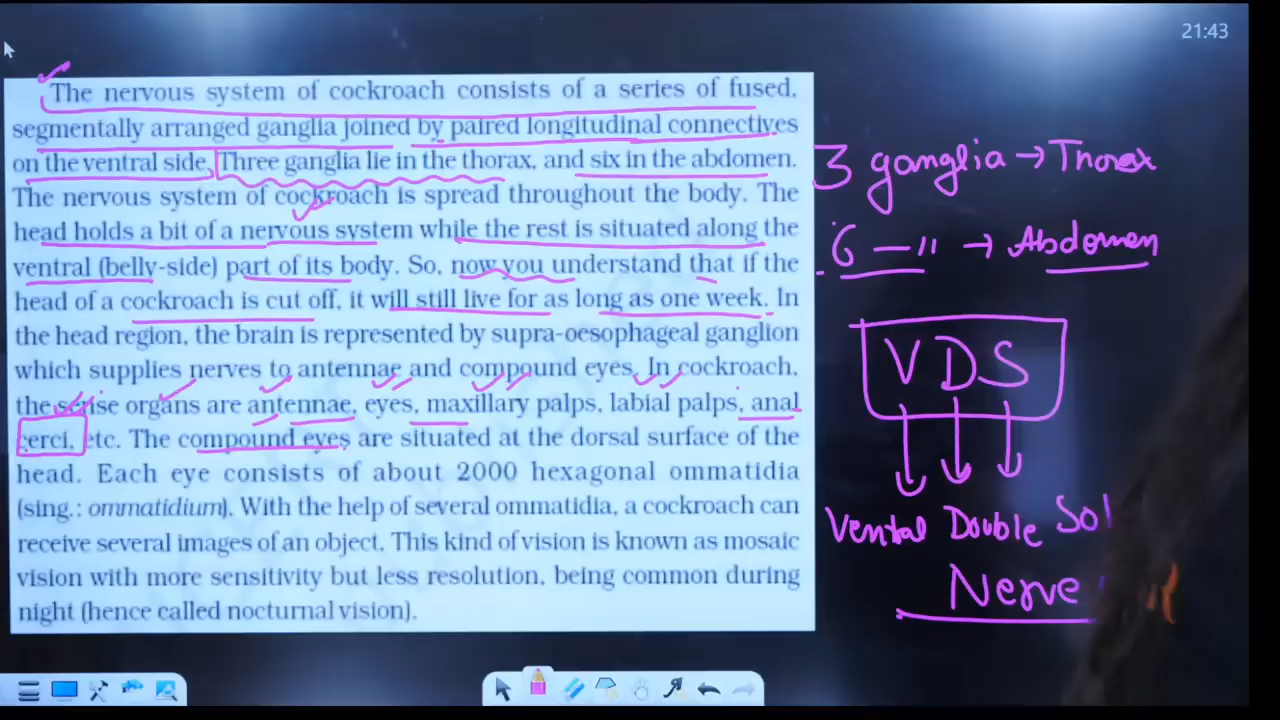 21:43
The nervous system of cockroach consists of a series of fused,
segmentally arranged ganglia joined by paired longitudinal connectives
on the ventral side. Three ganglia lie in the thorax, and six in the abdomen.
The nervous system of cockroach is spread throughout the body. The
head holds a bit of a nervous system while the rest is situated along the
ventral (belly-side) part of its body. So, now you understand that if the
head of a cockroach is cut off, it will still live for as long as one week. In
the head region, the brain is represented by supra-oesophageal ganglion
which supplies nerves to antennae and compound eyes. In cockroach,
the sense organs are antennae, eyes, maxillary palps, labial palps, anal
cerci, etc. The compound eyes are situated at the dorsal surface of the
head. Each eye consists of about 2000 hexagonal ommatidia
(sing.: ommatidium). With the help of several ommatidia, a cockroach can
receive several images of an object. This kind of vision is known as mosaic
vision with more sensitivity but less resolution, being common during
night (hence called nocturnal vision).
3 ganglia → Thorax
6 — 11 → Abdomen
VDS
Ventral Double Sol
Nerve